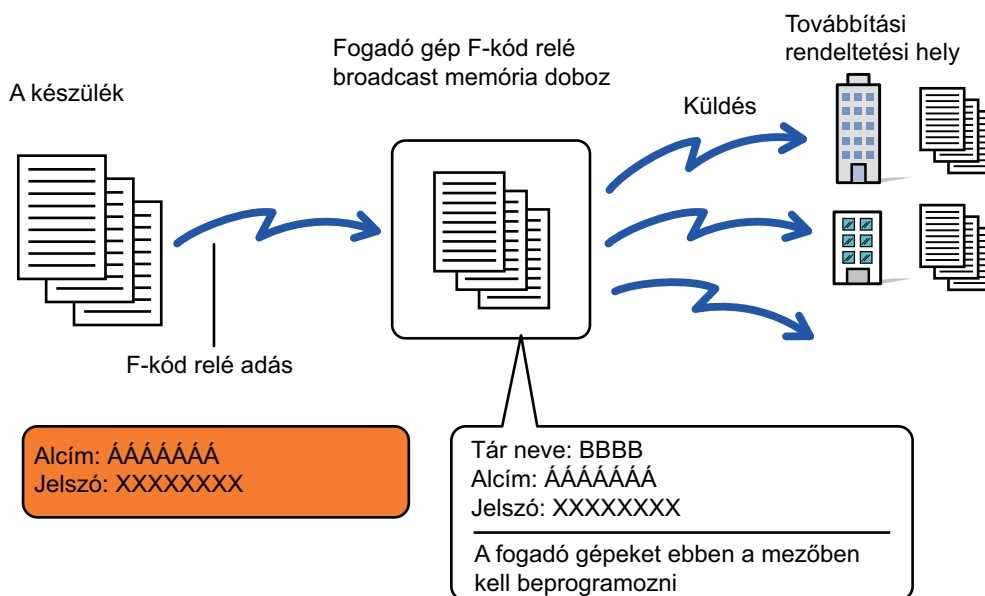 A készülék
Fogadó gép F-kód relé
broadcast memória doboz
Továbbítási
rendeltetési hely
Küldés
F-kód relé adás
Alcím: ÁÁÁÁÁÁÁ
Jelszó: XXXXXXXX
Tár neve: BBBB
Alcím: ÁÁÁÁÁÁÁ
Jelszó: XXXXXXXX
A fogadó gépeket ebben a mezőben
kell beprogramozni